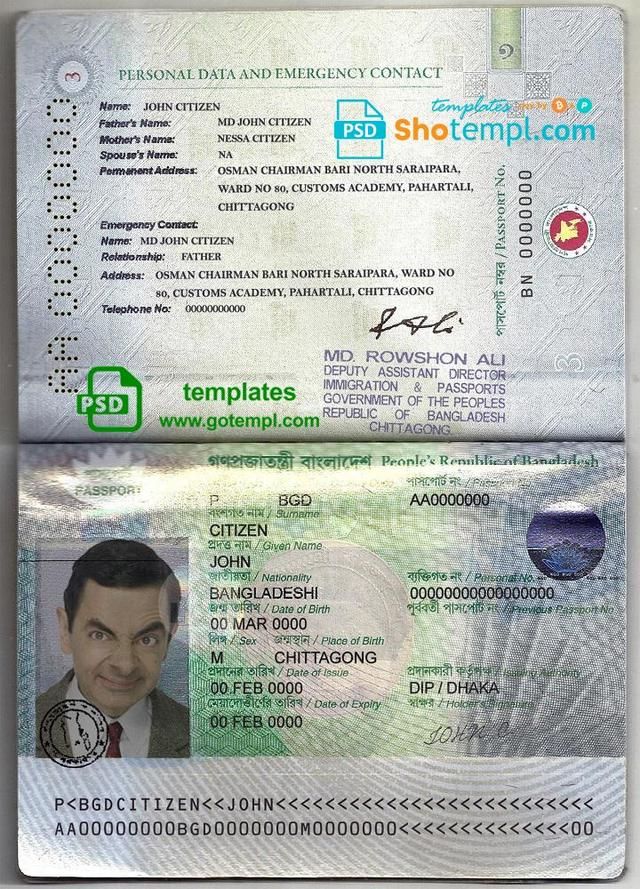 3
১
PERSONAL DATA AND EMERGENCY CONTACT
Name: JOHN CITIZEN
Father's Name: MD JOHN CITIZEN
Mother's Name: NESSA CITIZEN
Spouse's Name: NA
Permanent Address: OSMAN CHAIRMAN BARI NORTH SARAIPARA,
WARD NO 80, CUSTOMS ACADEMY, PAHARTALI,
CHITTAGONG
Emergency Contact:
Name: MD JOHN CITIZEN
Relationship: FATHER
Address: OSMAN CHAIRMAN BARI NORTH SARAIPARA, WARD NO
80, CUSTOMS ACADEMY, PAHARTALI, CHITTAGONG
Telephone No: 00000000000
AA 0000000
templates
PSD
Shotempl.com
পাসপোর্ট নম্বর / PASSPORT No.
BN 0000000
MD. ROWSHON ALI
DEPUTY ASSISTANT DIRECTOR
IMMIGRATION & PASSPORTS
GOVERNMENT OF THE PEOPLES
REPUBLIC OF BANGLADESH
CHITTAGONG
PSD
templates
www.gotempl.com
গণপ্রজাতন্ত্রী বাংলাদেশ People's Republic of Bangladesh
PASSPORT
পাসপোর্ট নং
P BGD AA0000000
বংশগত নাম / Surname
CITIZEN
প্রদত্ত নাম / Given Name
JOHN
জাতীয়তা / Nationality ব্যক্তিগত নং / Personal No.
BANGLADESHI 00000000000000000
জন্ম তারিখ / Date of Birth পূর্ববর্তী পাসপোর্ট নং / Previous Passport No
00 MAR 0000
লিঙ্গ / Sex জন্মস্থান / Place of Birth
M CHITTAGONG
প্রদানের তারিখ / Date of Issue প্রদানকারী কর্তৃপক্ষ / Issuing Authority
00 FEB 0000 DIP / DHAKA
মেয়াদোত্তীর্ণের তারিখ / Date of Expiry স্বাক্ষর / Holder's Signature
00 FEB 0000
JOHN C
P<BGDCITIZEN<<JOHN<<<<<<<<<<<<<<<<<<<<<<<<<<
AA00000000BGD0000000M0000000<<<<<<<<<<<<<<00